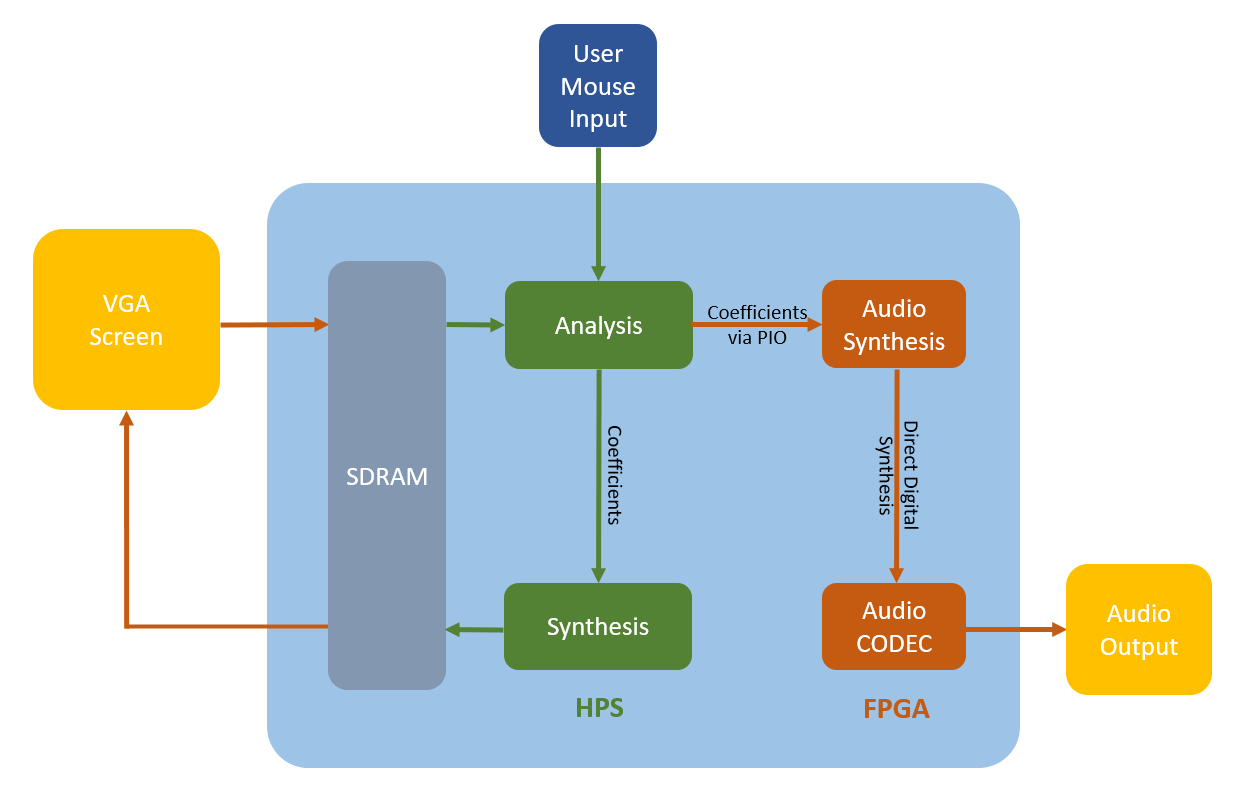 User
Mouse
Input
VGA
Screen
SDRAM
Analysis
Coefficients
via PIO
Audio
Synthesis
Coefficients
Direct Digital
Synthesis
Synthesis
Audio
CODEC
Audio
Output
HPS
FPGA